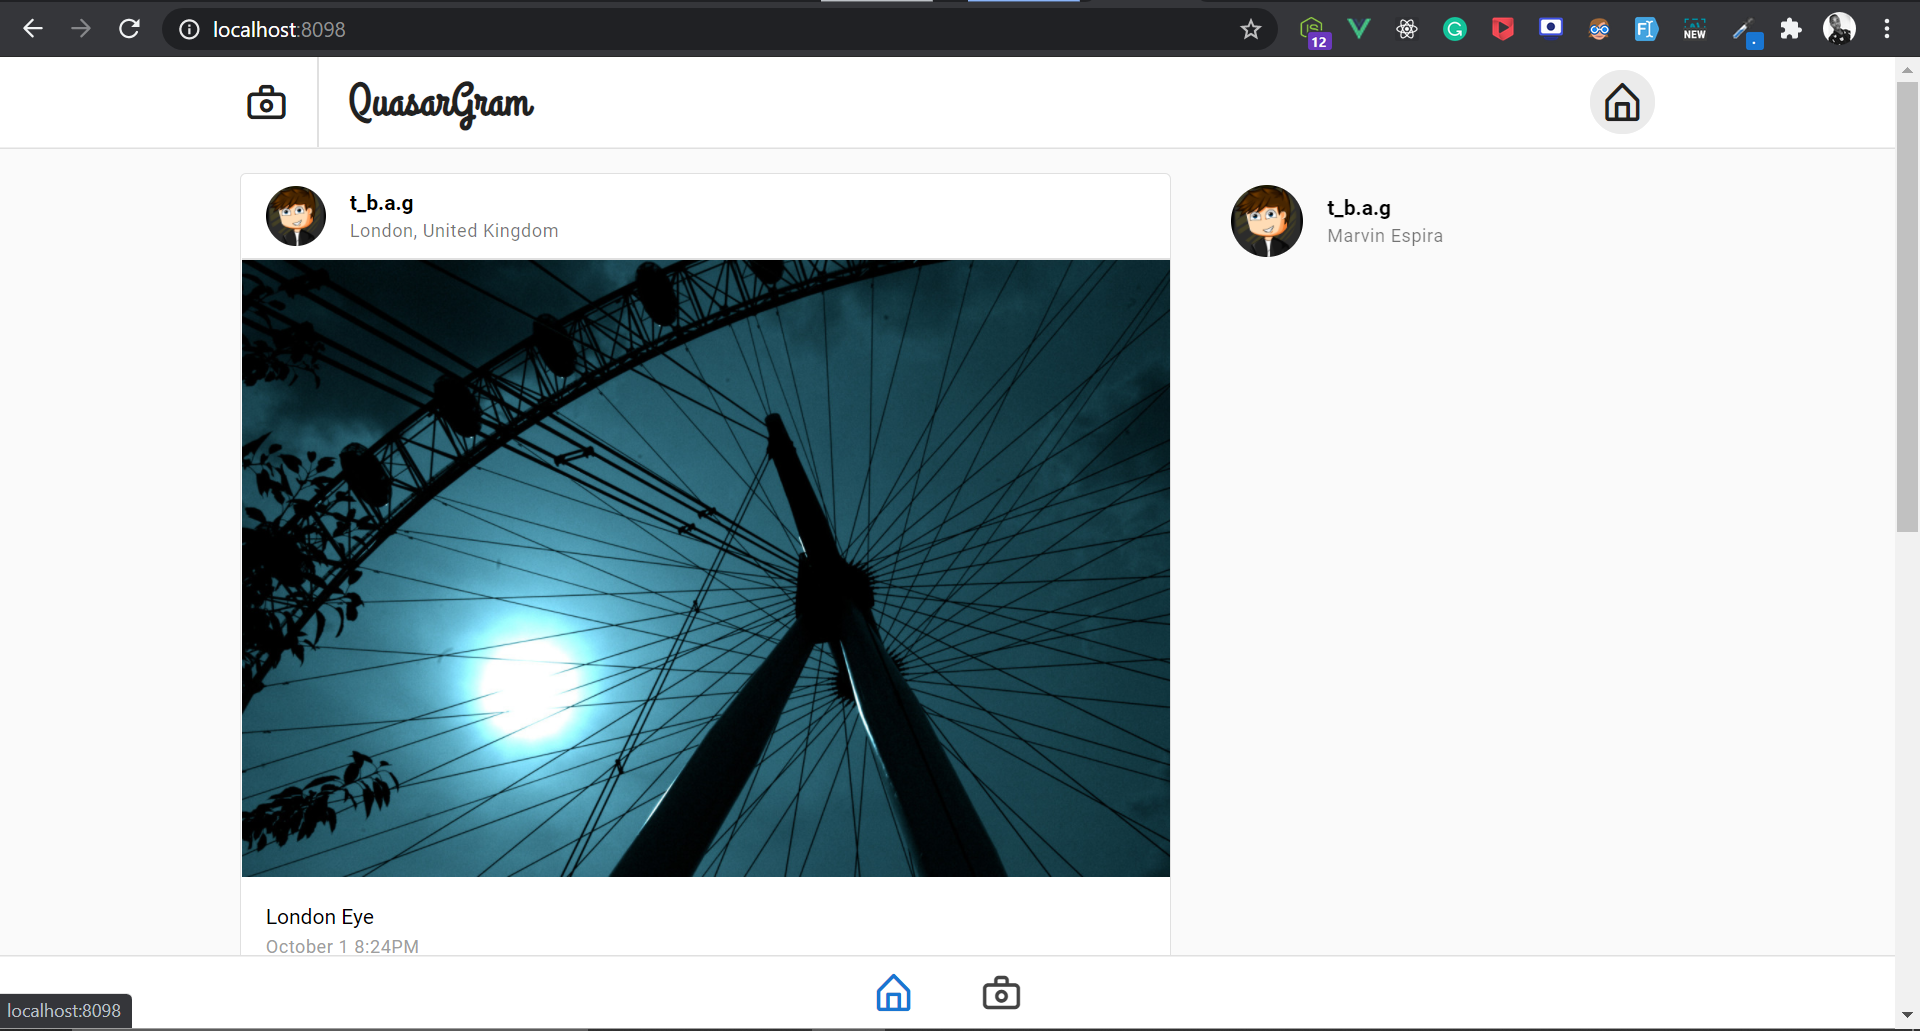 localhost:8098
12
NEW
QuasarGram
t_b.a.g
London, United Kingdom
t_b.a.g
Marvin Espira
London Eye
October 1 8:24PM
localhost:8098